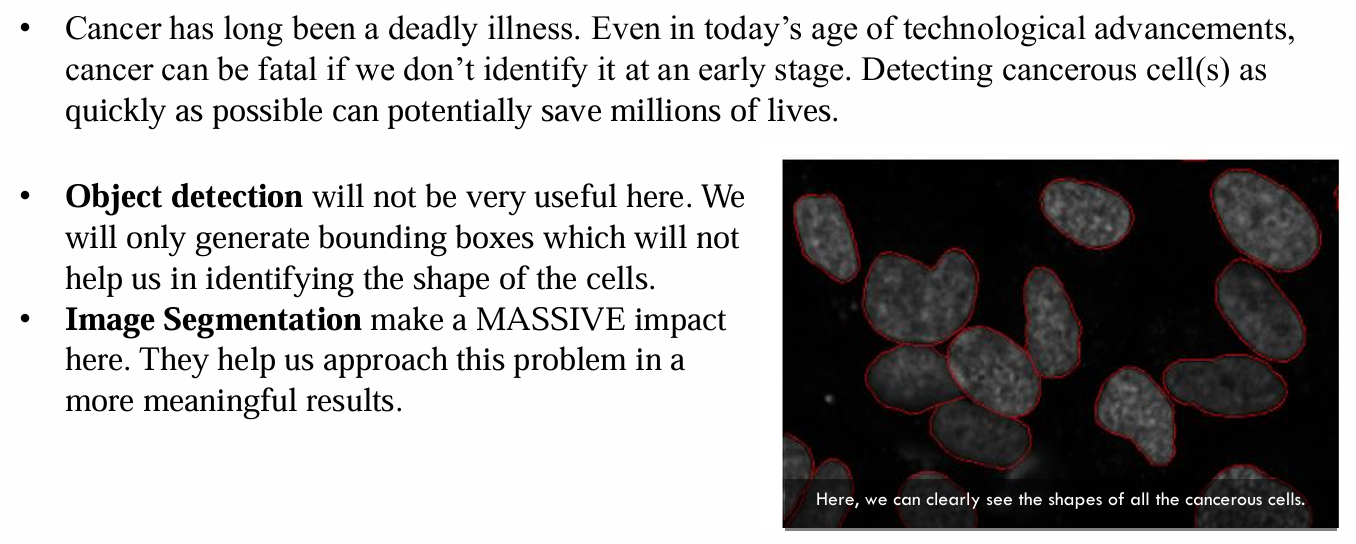 • Cancer has long been a deadly illness. Even in today’s age of technological advancements,
cancer can be fatal if we don’t identify it at an early stage. Detecting cancerous cell(s) as
quickly as possible can potentially save millions of lives.
• Object detection will not be very useful here. We
will only generate bounding boxes which will not
help us in identifying the shape of the cells.
• Image Segmentation make a MASSIVE impact
here. They help us approach this problem in a
more meaningful results.
Here, we can clearly see the shapes of all the cancerous cells.